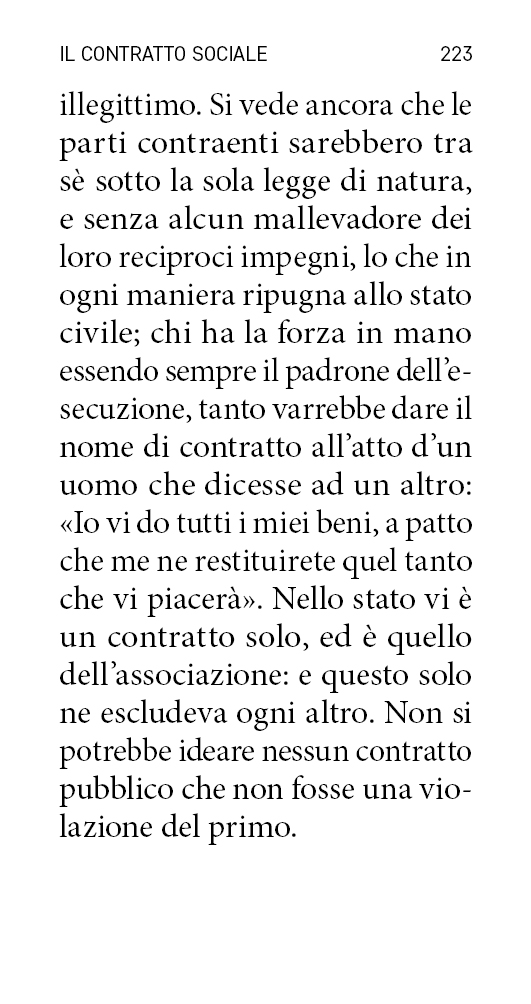 IL CONTRATTO SOCIALE 223
illegittimo. Si vede ancora che le
parti contraenti sarebbero tra
sè sotto la sola legge di natura,
e senza alcun mallevadore dei
loro reciproci impegni, lo che in
ogni maniera ripugna allo stato
civile; chi ha la forza in mano
essendo sempre il padrone dell’e-
secuzione, tanto varrebbe dare il
nome di contratto all’atto d’un
uomo che dicesse ad un altro:
«Io vi do tutti i miei beni, a patto
che me ne restituirete quel tanto
che vi piacerà». Nello stato vi è
un contratto solo, ed è quello
dell’associazione: e questo solo
ne escludeva ogni altro. Non si
potrebbe ideare nessun contratto
pubblico che non fosse una vio-
lazione del primo.